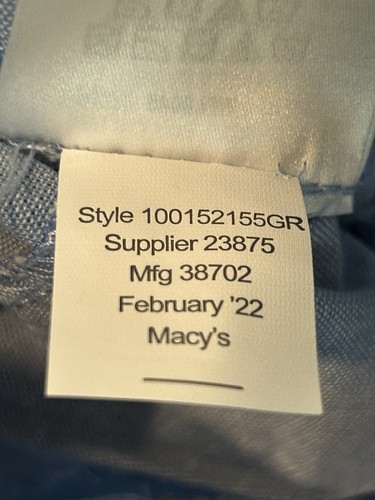 Style 100152155GR
Supplier 23875
Mfg 38702
February '22
Macy's